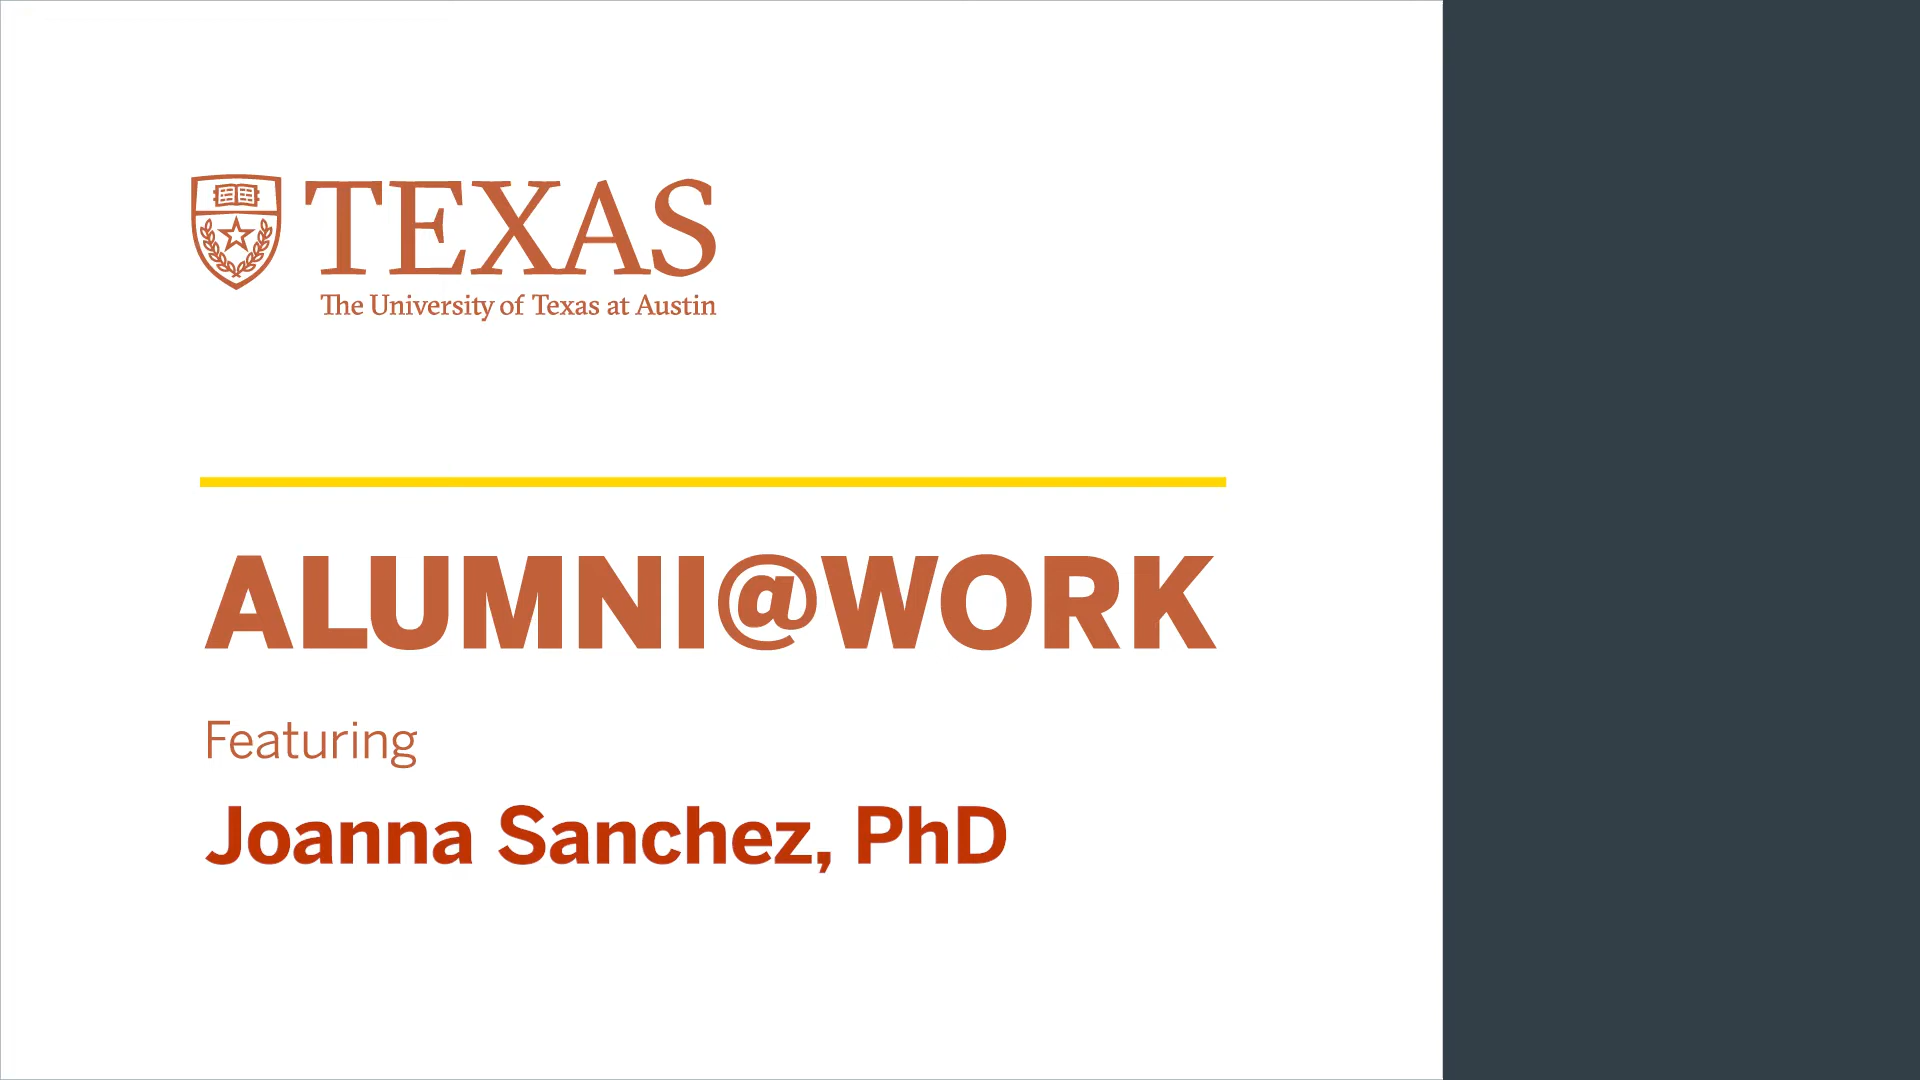 TEXAS
The University of Texas at Austin
ALUMNI@WORK
Featuring
Joanna Sanchez, PhD